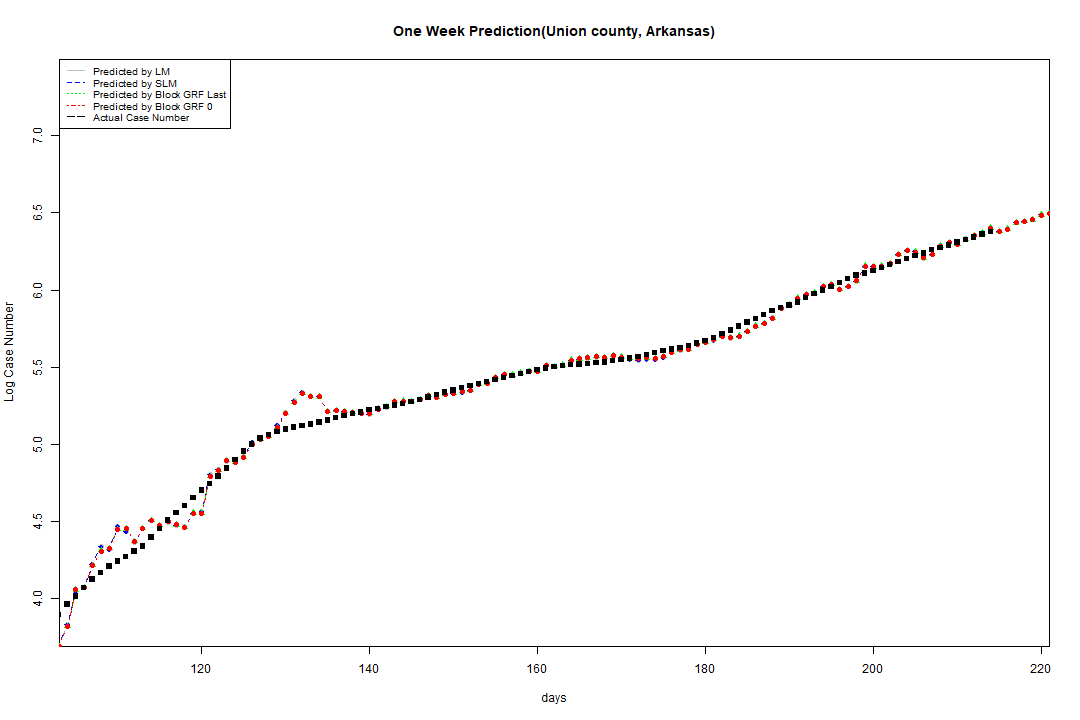 One Week Prediction(Union county, Arkansas)
Predicted by LM
Predicted by SLM
Predicted by Block GRF Last
Predicted by Block GRF 0
Actual Case Number
7.0
6.5
6.0
5.5
5.0
4.5
4.0
Log Case Number
120 140 160 180 200 220
days